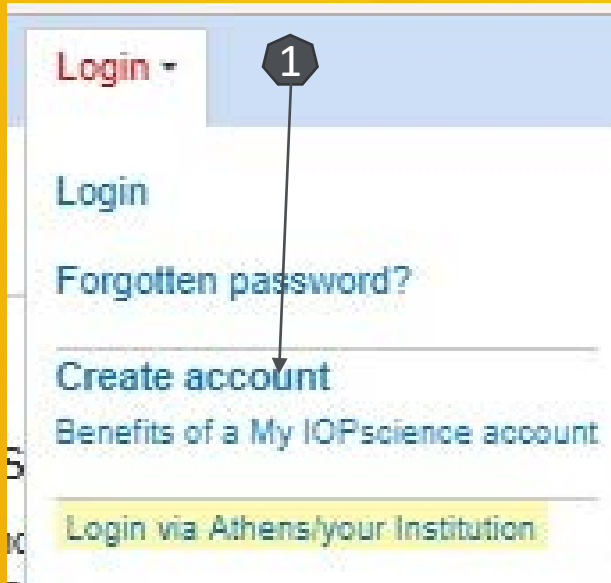 Login
1
Login
Forgotten password?
Create account
Benefits of a My IOPscience account
S
Login via Athens/your Institution